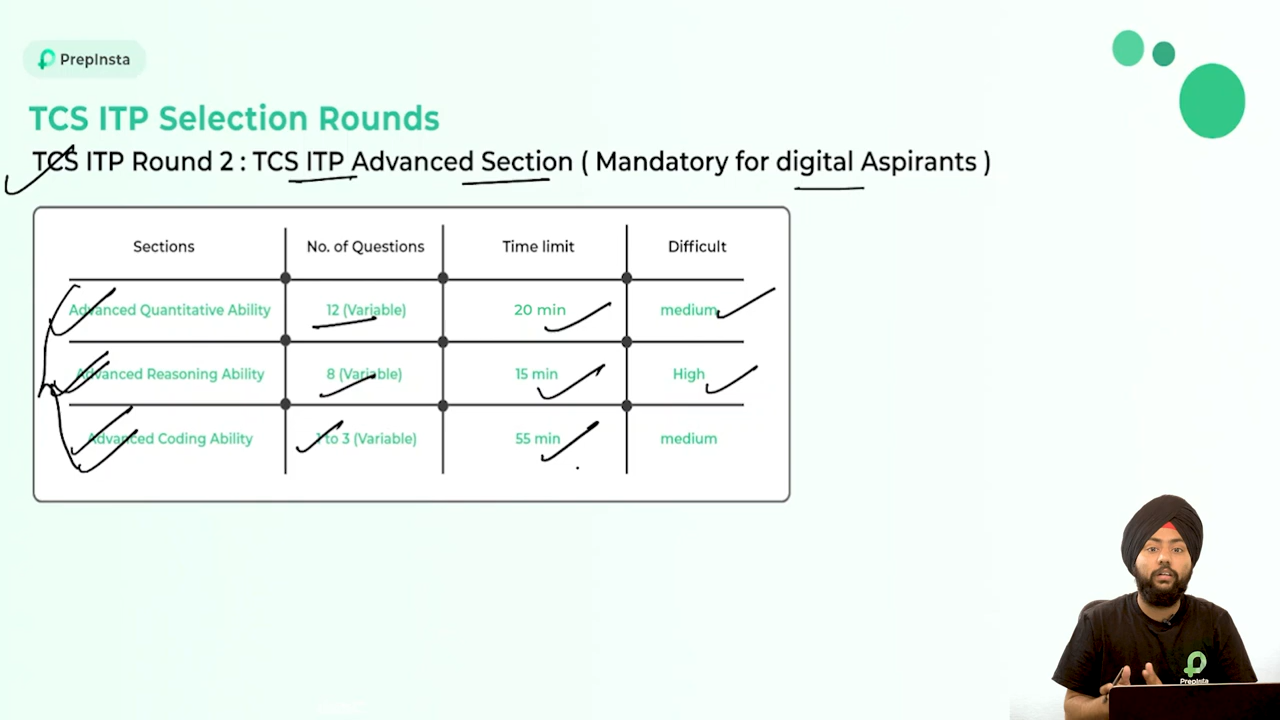 PrepInsta
TCS ITP Selection Rounds
TCS ITP Round 2 : TCS ITP Advanced Section ( Mandatory for digital Aspirants )
Sections No. of Questions Time limit Difficult
Advanced Quantitative Ability 12 (Variable) 20 min medium
Advanced Reasoning Ability 8 (Variable) 15 min High
Advanced Coding Ability 1 to 3 (Variable) 55 min medium
PrepInsta